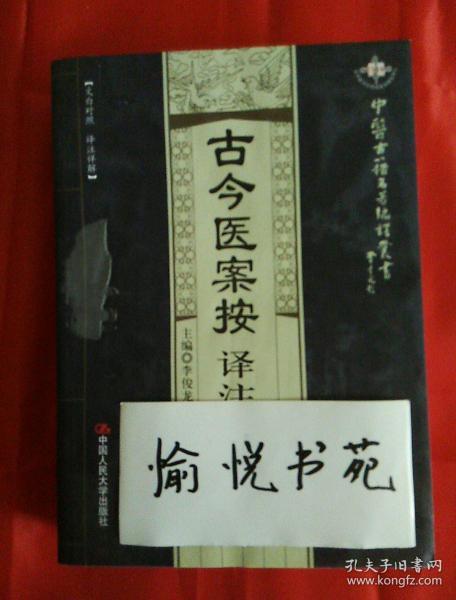 【文白对照 译注详解】
中医古籍名著编译丛书
古今医案按
译注
主编 李俊龙
中国人民大学出版社
愉悦书苑
孔夫子旧书网
www.kongfz.com